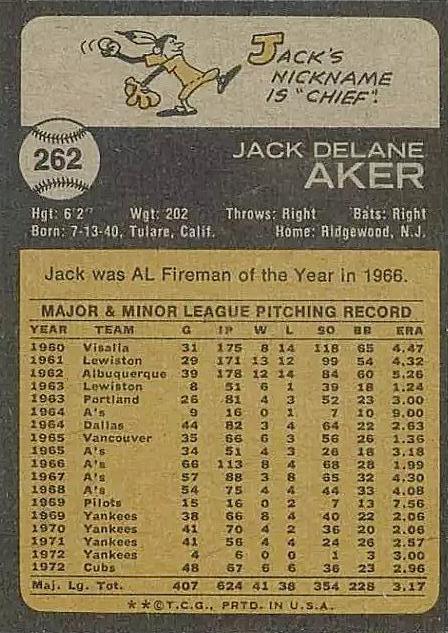 JACK'S
NICKNAME
IS "CHIEF".
262
JACK DELANE
AKER
Hgt: 6'2" Wgt: 202 Throws: Right Bats: Right
Born: 7-13-40, Tulare, Calif. Home: Ridgewood, N.J.
Jack was AL Fireman of the Year in 1966.
MAJOR & MINOR LEAGUE PITCHING RECORD
YEAR TEAM G IP W L SO BB ERA
1960 Visalia 31 175 8 14 118 65 4.47
1961 Lewiston 29 171 13 12 99 54 4.32
1962 Albuquerque 39 178 12 14 84 60 5.26
1963 Lewiston 8 51 6 1 39 18 1.24
1963 Portland 26 81 4 3 52 23 3.00
1964 A's 9 16 0 1 7 10 9.00
1964 Dallas 44 82 3 4 64 22 2.63
1965 Vancouver 35 66 6 3 56 26 1.36
1965 A's 34 51 4 3 26 18 3.18
1966 A's 66 113 8 4 68 28 1.99
1967 A's 57 88 3 8 65 32 4.30
1968 A's 54 75 4 4 44 33 4.08
1969 Pilots 15 16 0 2 7 13 7.56
1969 Yankees 38 66 8 4 40 22 2.06
1970 Yankees 41 70 4 2 36 20 2.06
1971 Yankees 41 56 4 4 24 26 2.57
1972 Yankees 4 6 0 0 1 3 3.00
1972 Cubs 48 67 6 6 36 23 2.96
Maj. Lg. Tot. 407 624 41 38 354 228 3.17
**©T.C.G., PRTD. IN U.S.A.